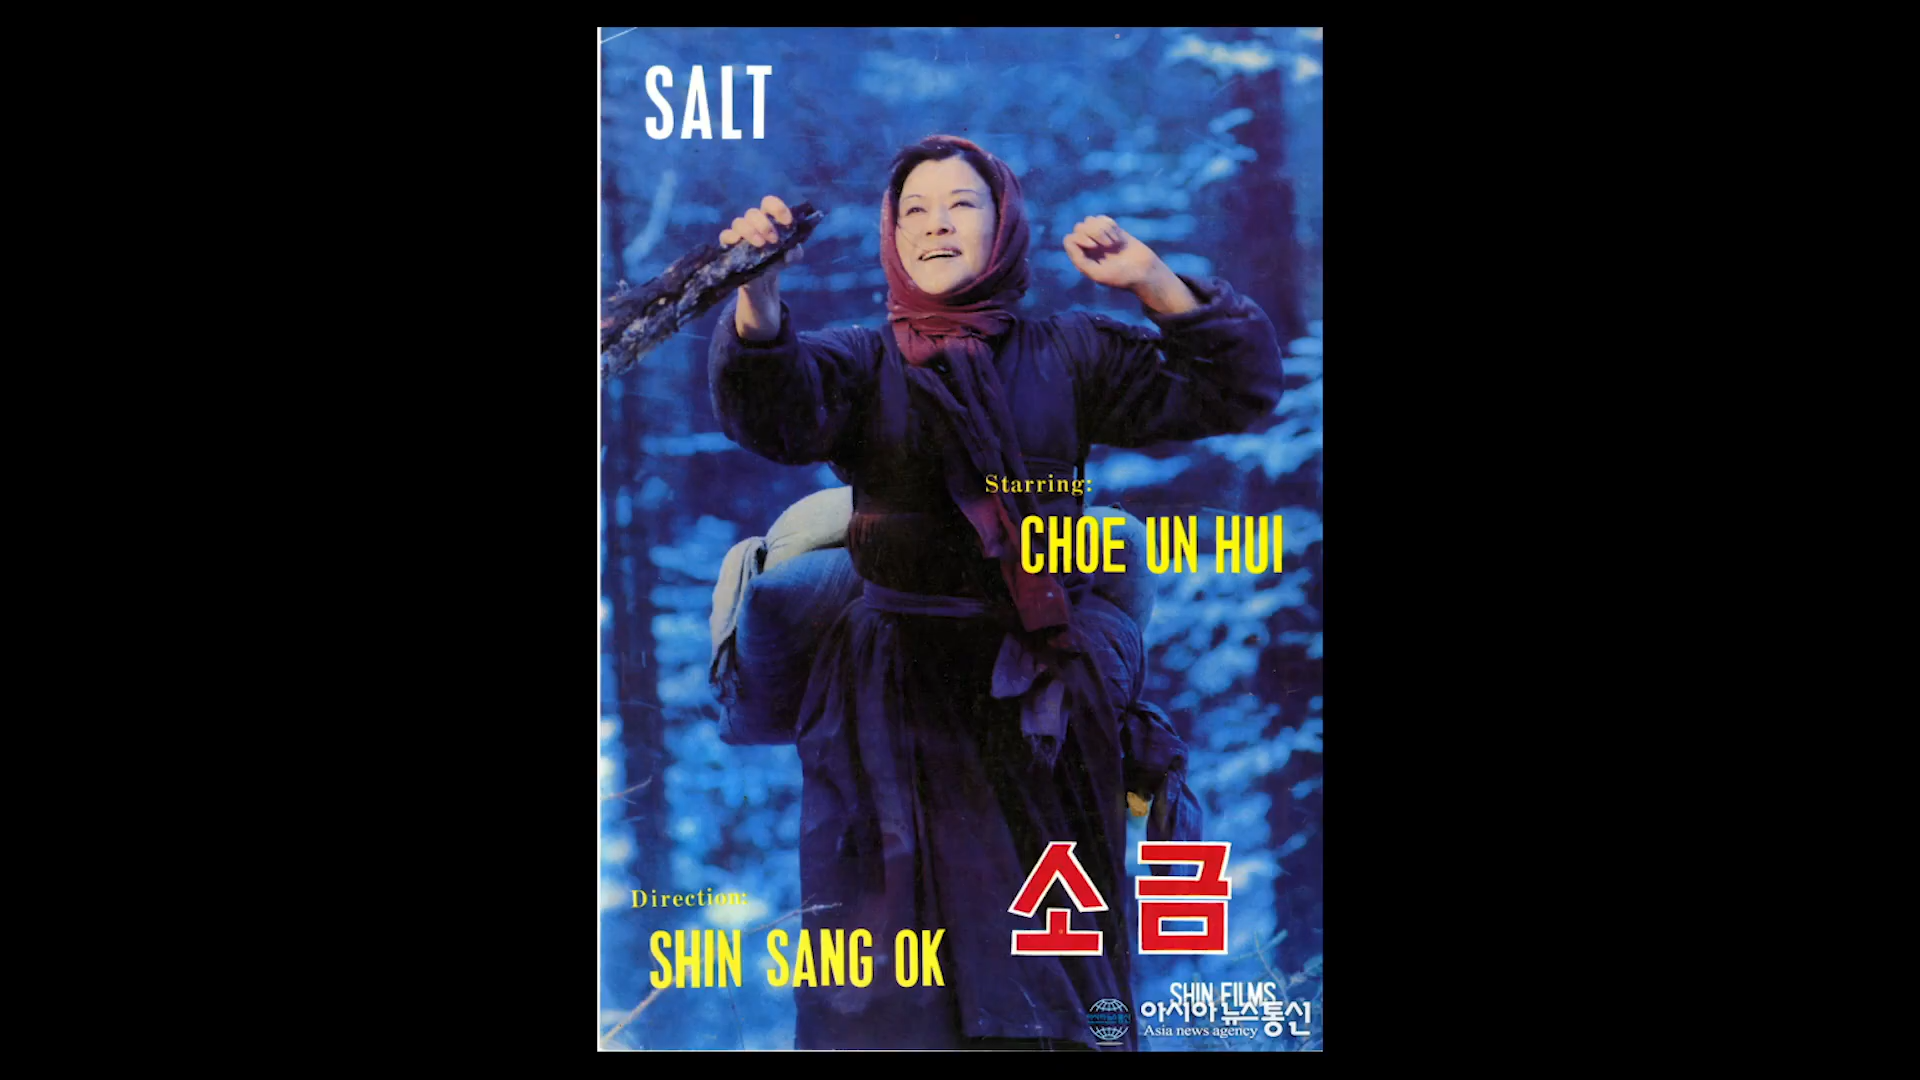 SALT
Starring:
CHOE UN HUI
소금
Direction:
SHIN SANG OK
SHIN FILMS
아시아뉴스통신
Asia news agency